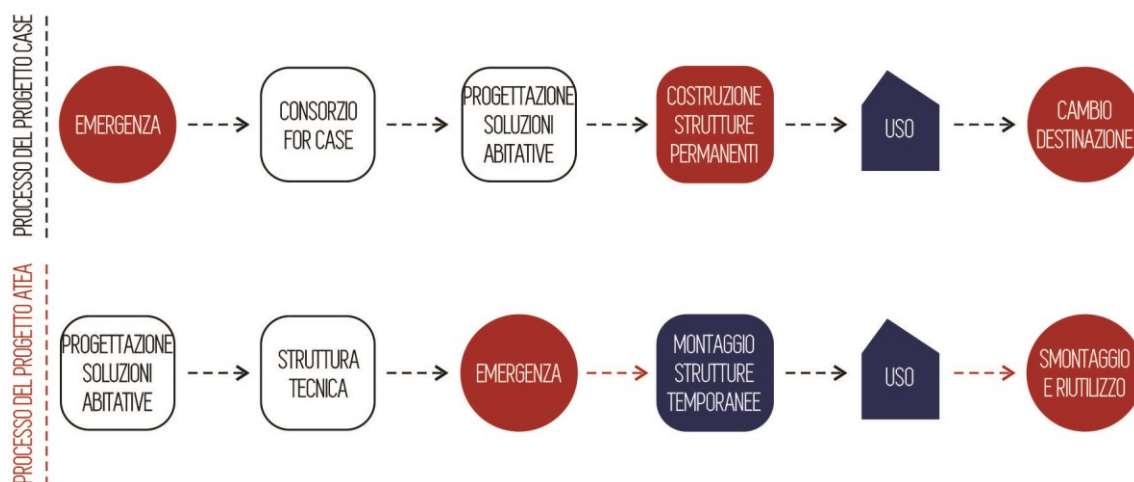 PROCESSO DEL PROGETTO CASE
EMERGENZA
CONSORZIO
FOR CASE
PROGETTAZIONE
SOLUZIONI
ABITATIVE
COSTRUZIONE
STRUTTURE
PERMANENTI
USO
CAMBIO
DESTINAZIONE
PROCESSO DEL PROGETTO ATEA
PROGETTAZIONE
SOLUZIONI
ABITATIVE
STRUTTURA
TECNICA
EMERGENZA
MONTAGGIO
STRUTTURE
TEMPORANEE
USO
SMONTAGGIO
E RIUTILIZZO